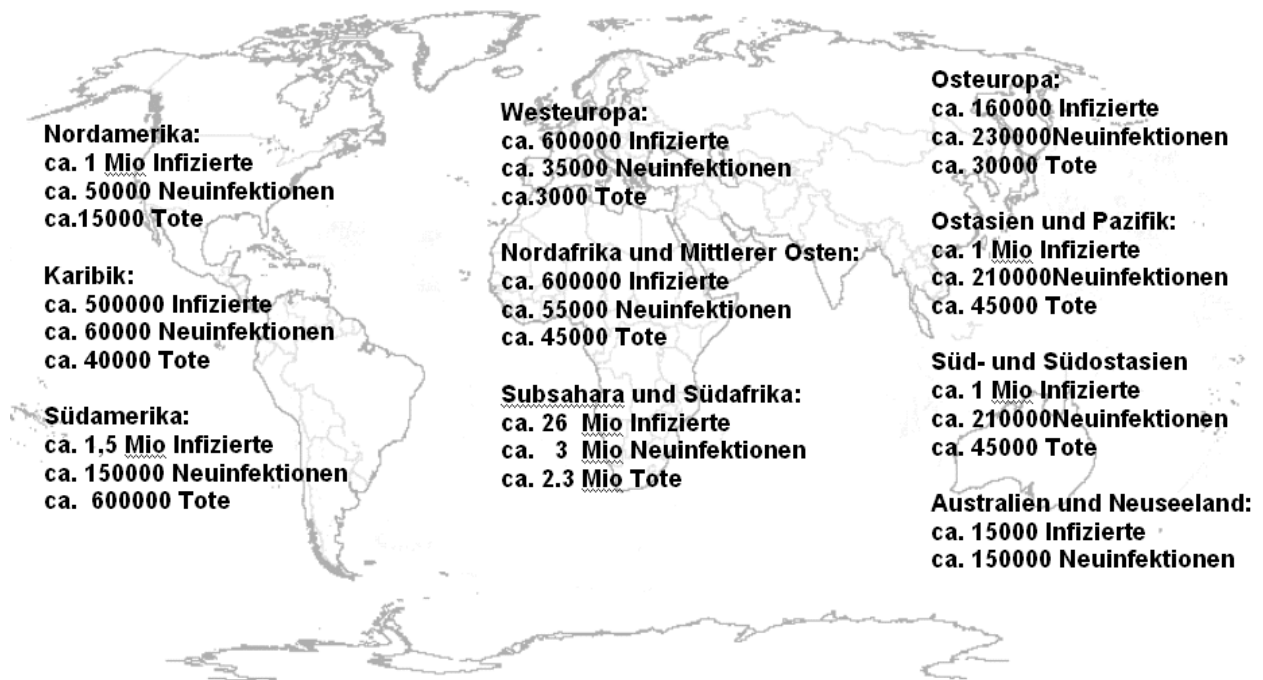 Nordamerika:
ca. 1 Mio Infizierte
ca. 50000 Neuinfektionen
ca.15000 Tote
Karibik:
ca. 500000 Infizierte
ca. 60000 Neuinfektionen
ca. 40000 Tote
Südamerika:
ca. 1,5 Mio Infizierte
ca. 150000 Neuinfektionen
ca. 600000 Tote
Westeuropa:
ca. 600000 Infizierte
ca. 35000 Neuinfektionen
ca.3000 Tote
Nordafrika und Mittlerer Osten:
ca. 600000 Infizierte
ca. 55000 Neuinfektionen
ca. 45000 Tote
Subsahara und Südafrika:
ca. 26 Mio Infizierte
ca. 3 Mio Neuinfektionen
ca. 2.3 Mio Tote
Osteuropa:
ca. 160000 Infizierte
ca. 230000Neuinfektionen
ca. 30000 Tote
Ostasien und Pazifik:
ca. 1 Mio Infizierte
ca. 210000Neuinfektionen
ca. 45000 Tote
Süd- und Südostasien
ca. 1 Mio Infizierte
ca. 210000Neuinfektionen
ca. 45000 Tote
Australien und Neuseeland:
ca. 15000 Infizierte
ca. 150000 Neuinfektionen